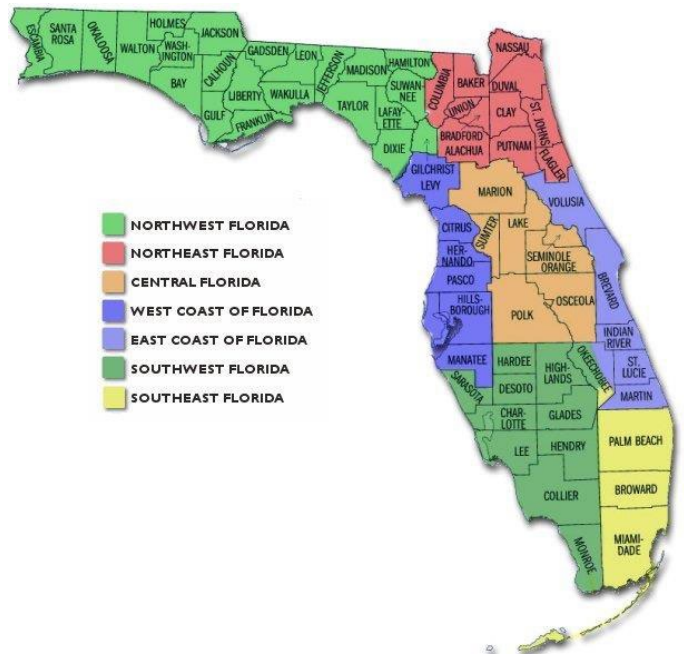 NASSAU
HOLMES
JACKSON
SANTA
ROSA
ESCAMBIA
OKALOOSA
WALTON
WASH-
INGTON
BAY
CALHOUN
GULF
GADSDEN
LIBERTY
FRANKLIN
LEON
WAKULLA
JEFFERSON
MADISON
TAYLOR
HAMILTON
SUWAN-
NEE
LAFAY-
ETTE
DIXIE
COLUMBIA
BAKER
UNION
BRADFORD
ALACHUA
DUVAL
CLAY
PUTNAM
ST. JOHNS
FLAGLER
GILCHRIST
LEVY
MARION
VOLUSIA
CITRUS
SUMTER
LAKE
HER-
NANDO
SEMINOLE
ORANGE
PASCO
BREVARD
HILLS-
BOROUGH
POLK
OSCEOLA
INDIAN
RIVER
MANATEE
HARDEE
HIGH-
LANDS
OKEECHOBEE
ST.
LUCIE
SARASOTA
DESOTO
MARTIN
CHAR-
LOTTE
GLADES
LEE
HENDRY
PALM BEACH
COLLIER
BROWARD
MONROE
MIAMI-
DADE
NORTHWEST FLORIDA
NORTHEAST FLORIDA
CENTRAL FLORIDA
WEST COAST OF FLORIDA
EAST COAST OF FLORIDA
SOUTHWEST FLORIDA
SOUTHEAST FLORIDA